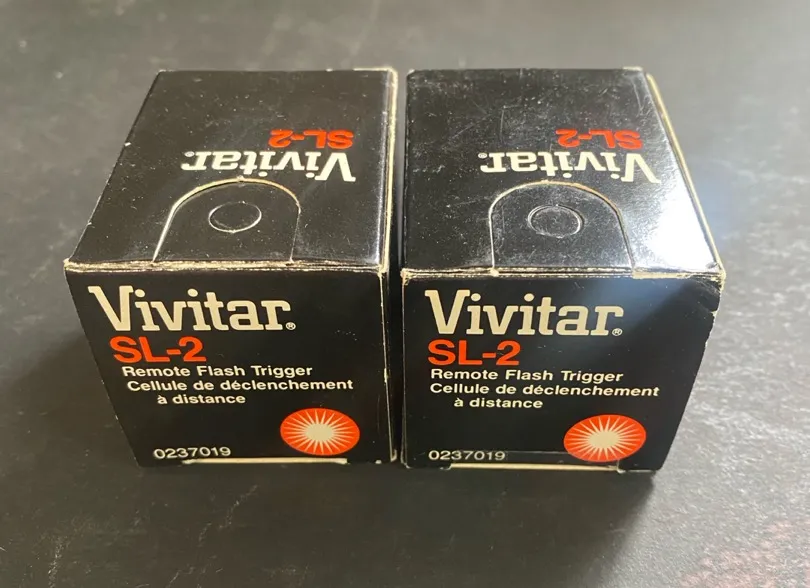 SL-2
Vivitar®
SL-2
Vivitar®
Vivitar®
SL-2
Remote Flash Trigger
Cellule de déclenchement
à distance
0237019
Vivitar®
SL-2
Remote Flash Trigger
Cellule de déclenchement
à distance
0237019